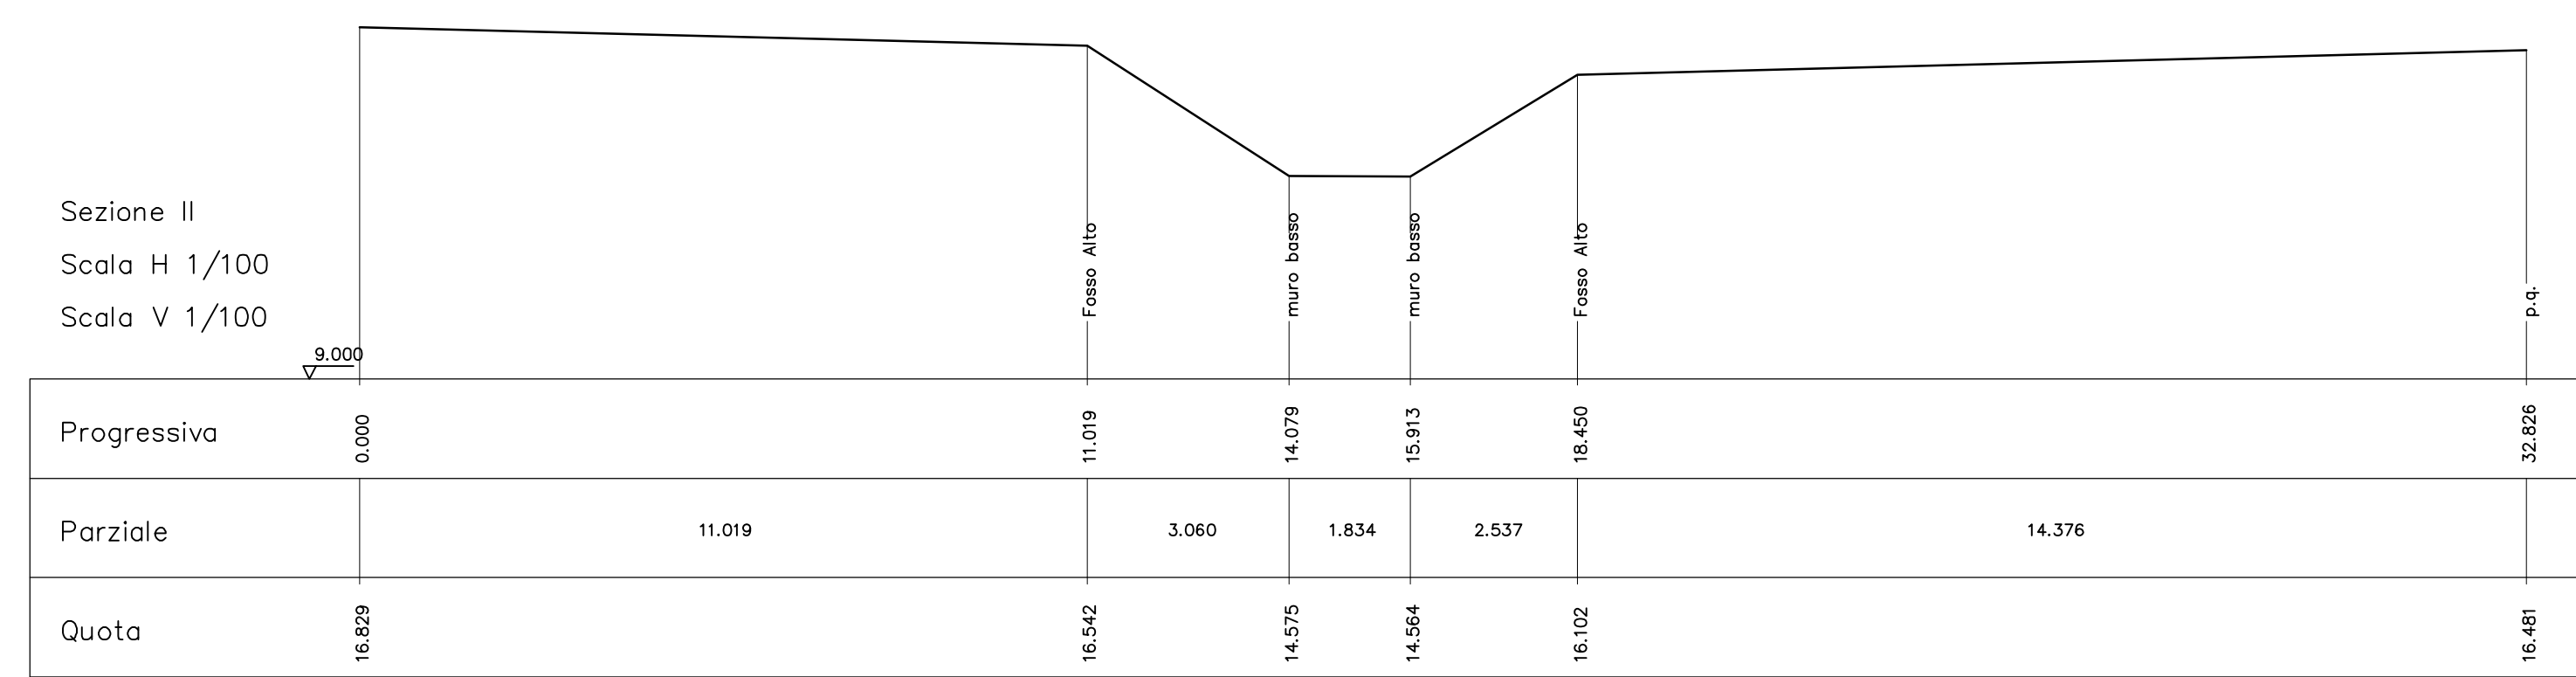 Sezione II
Scala H 1/100
Scala V 1/100
9.000
Fosso Alto
muro basso
muro basso
Fosso Alto
p.q.
Progressiva 0.000 11.019 14.079 15.913 18.450 32.826
Parziale 11.019 3.060 1.834 2.537 14.376
Quota 16.829 16.542 14.575 14.564 16.102 16.481